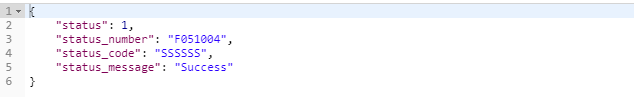 1 {
2 "status": 1,
3 "status_number": "F051004",
4 "status_code": "SSSSSS",
5 "status_message": "Success"
6 }